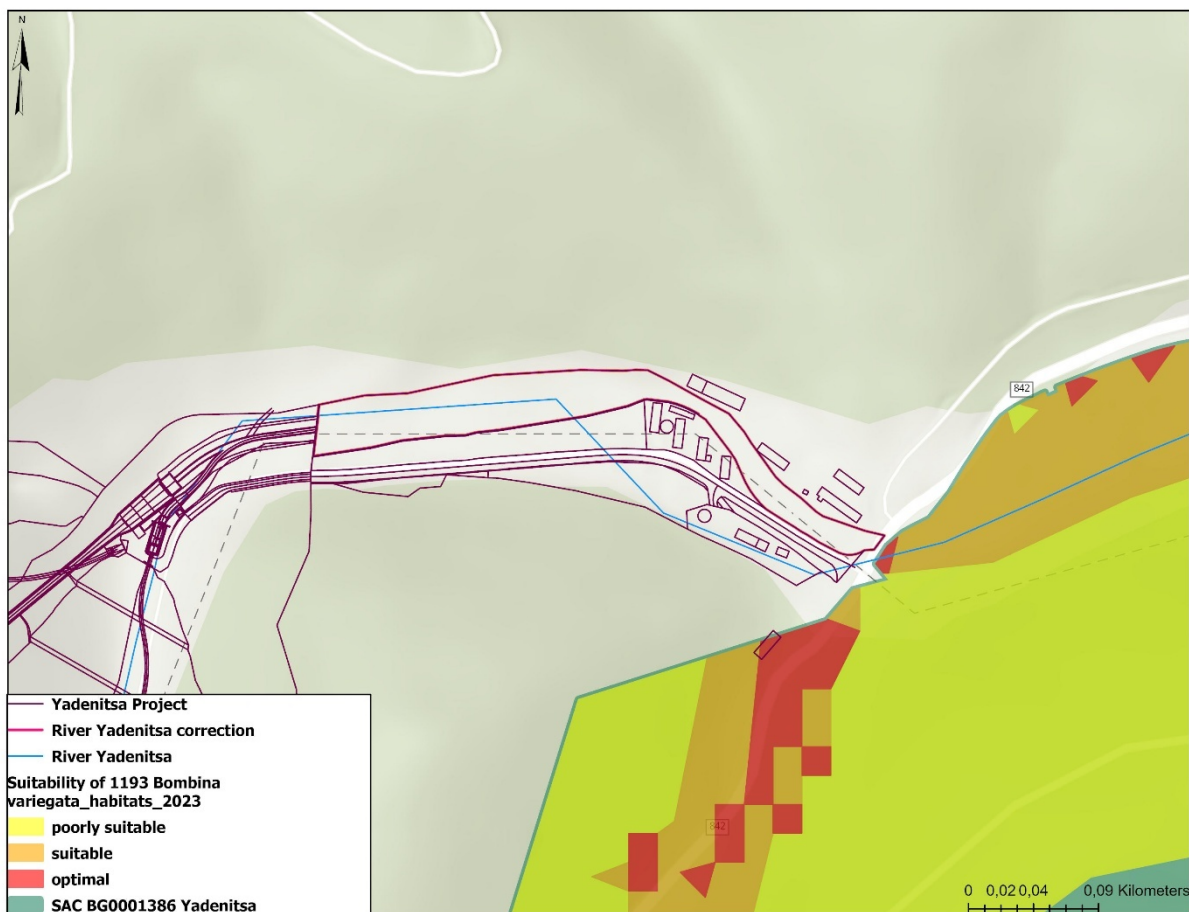 N
842
842
Yadenitsa Project
River Yadenitsa correction
River Yadenitsa
Suitability of 1193 Bombina
variegata_habitats_2023
poorly suitable
suitable
optimal
SAC BG0001386 Yadenitsa
0 0,02 0,04 0,09 Kilometers